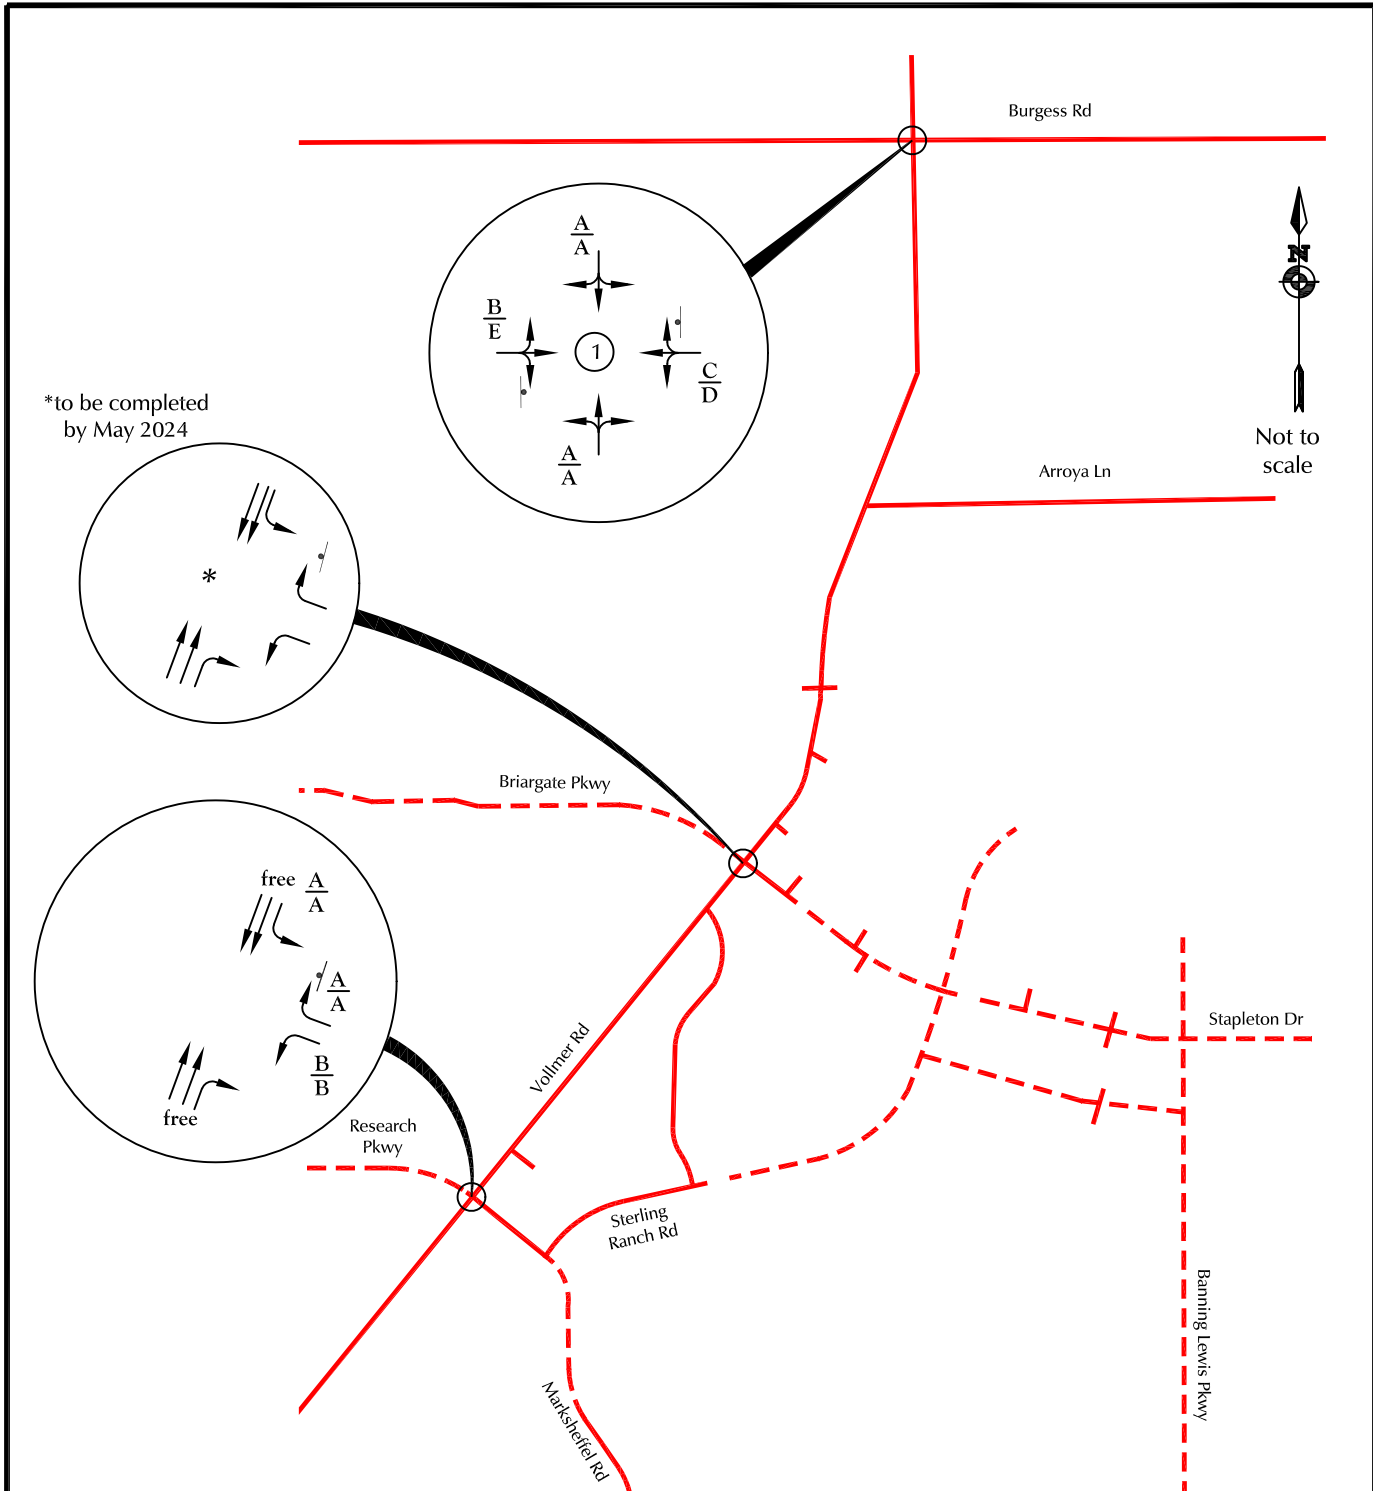 Burgess Rd
A
A
B
E
1
C
D
A
A
N
Not to
scale
*to be completed
by May 2024
*
Arroya Ln
Briargate Pkwy
free
A
A
A
A
B
B
free
Research
Pkwy
Vollmer Rd
Stapleton Dr
Sterling
Ranch Rd
Banning Lewis Pkwy
Marksheffel Rd